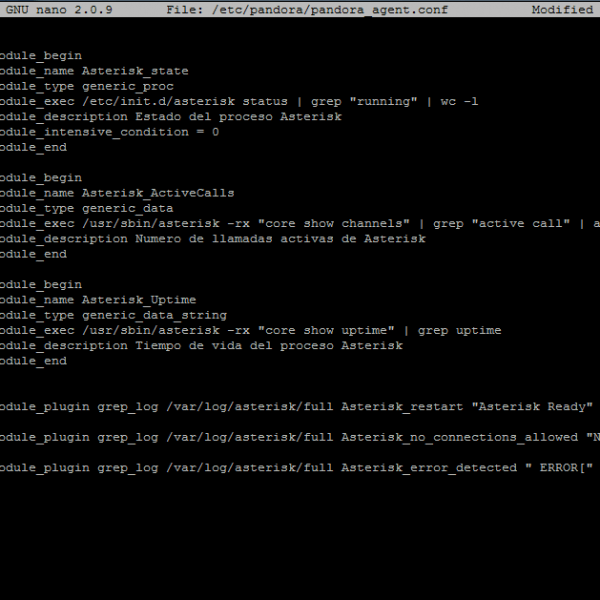 GNU nano 2.0.9 File: /etc/pandora/pandora_agent.conf Modified
odule_begin
odule_name Asterisk_state
odule_type generic_proc
odule_exec /etc/init.d/asterisk status | grep "running" | wc -l
odule_description Estado del proceso Asterisk
odule_intensive_condition = 0
odule_end
odule_begin
odule_name Asterisk_ActiveCalls
odule_type generic_data
odule_exec /usr/sbin/asterisk -rx "core show channels" | grep "active call" | a
odule_description Numero de llamadas activas de Asterisk
odule_end
odule_begin
odule_name Asterisk_Uptime
odule_type generic_data_string
odule_exec /usr/sbin/asterisk -rx "core show uptime" | grep uptime
odule_description Tiempo de vida del proceso Asterisk
odule_end
odule_plugin grep_log /var/log/asterisk/full Asterisk_restart "Asterisk Ready"
odule_plugin grep_log /var/log/asterisk/full Asterisk_no_connections_allowed "N
odule_plugin grep_log /var/log/asterisk/full Asterisk_error_detected " ERROR["